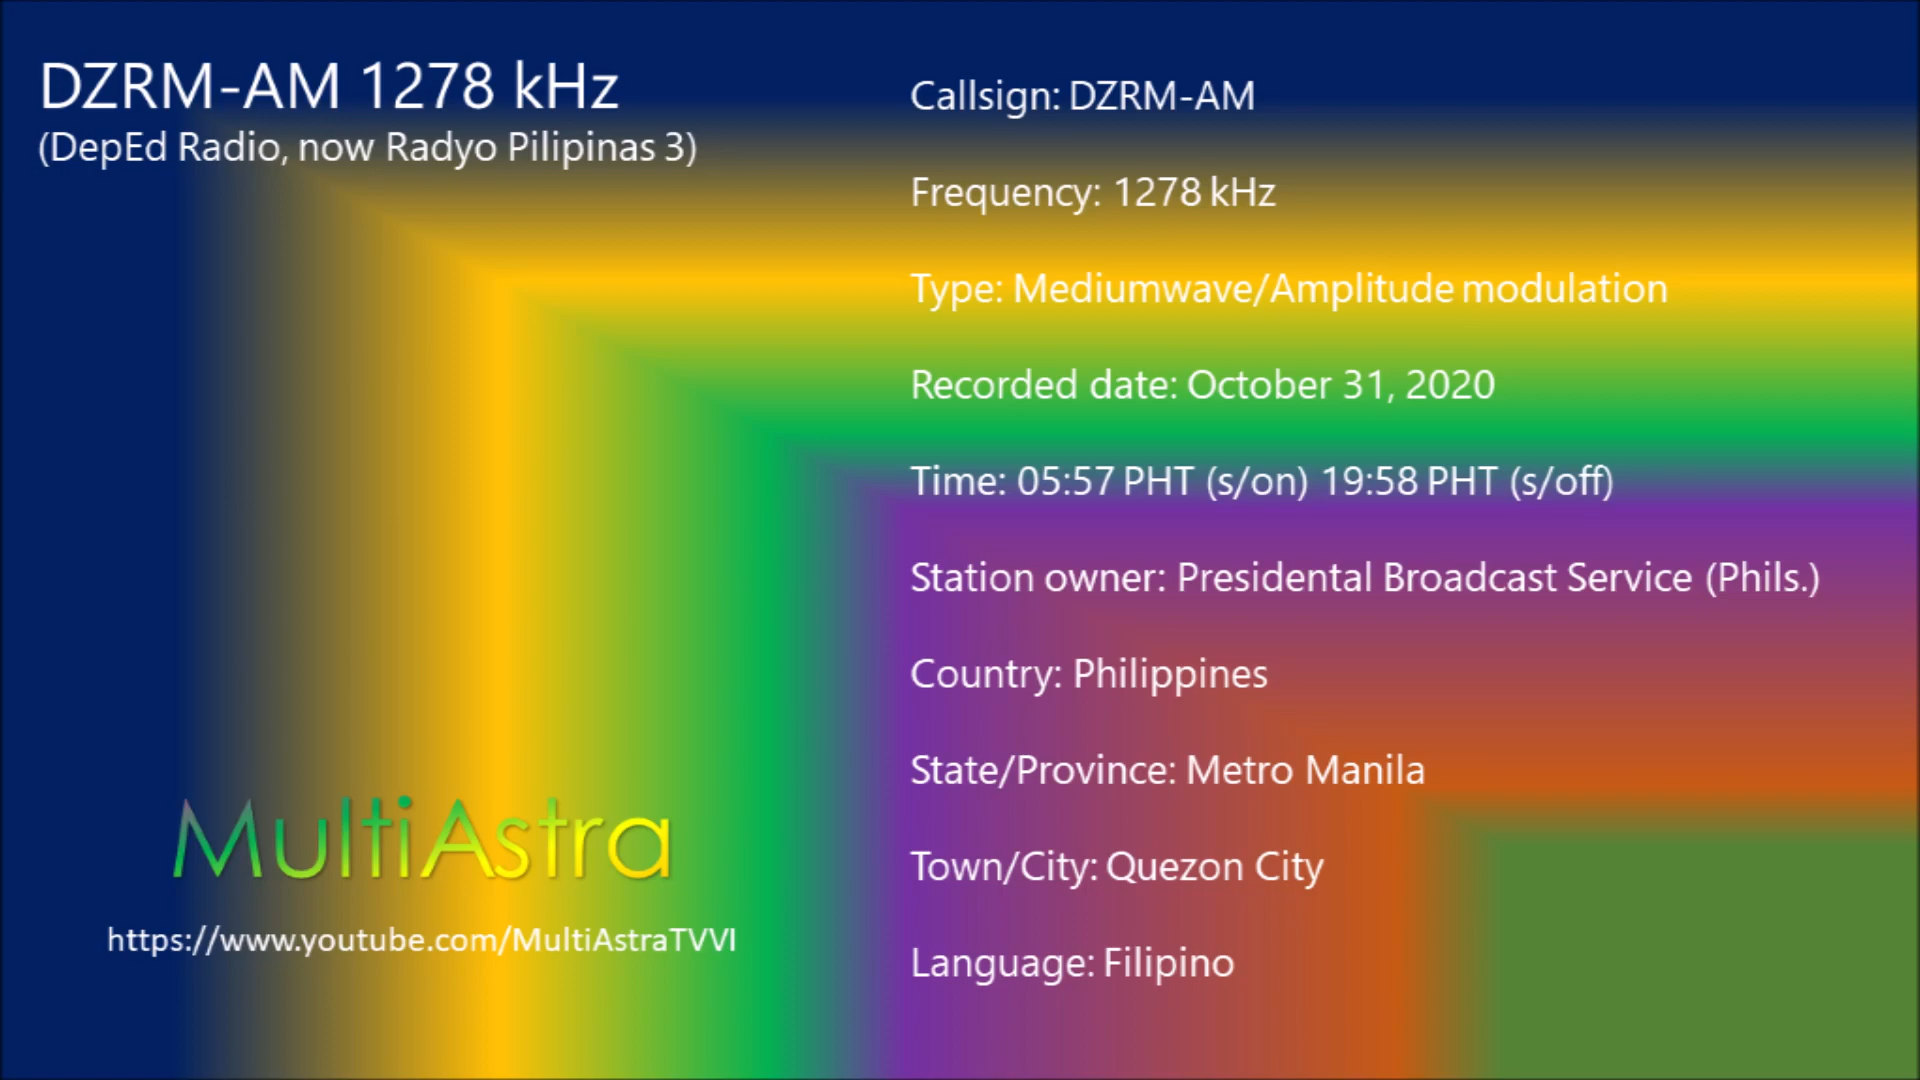 DZRM-AM 1278 kHz
(DepEd Radio, now Radyo Pilipinas 3)
Callsign: DZRM-AM
Frequency: 1278 kHz
Type: Mediumwave/Amplitude modulation
Recorded date: October 31, 2020
Time: 05:57 PHT (s/on) 19:58 PHT (s/off)
Station owner: Presidental Broadcast Service (Phils.)
Country: Philippines
State/Province: Metro Manila
Town/City: Quezon City
Language: Filipino
MultiAstra
https://www.youtube.com/MultiAstraTVVI